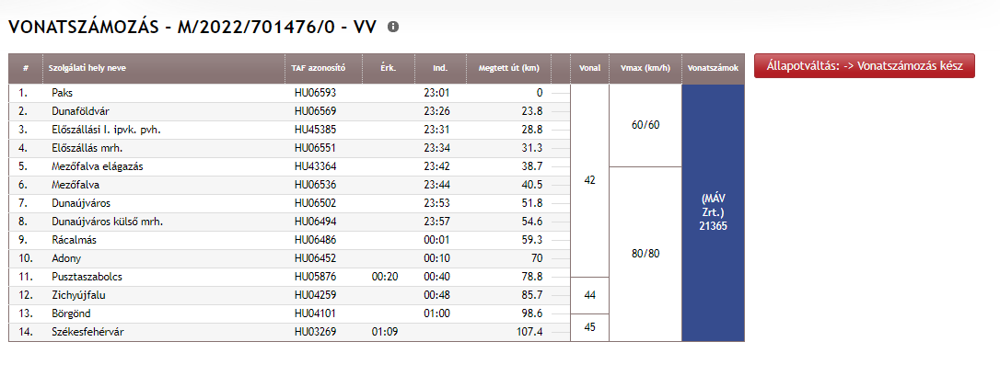 VONATSZÁMOZÁS - M/2022/701476/0 - VV
# Szolgálati hely neve TAF azonosító Érk. Ind. Megtett út (km) Vonal Vmax (km/h) Vonatszámok
Állapotváltás: -> Vonatszámozás kész
1. Paks HU06593 23:01 0
2. Dunaföldvár HU06569 23:26 23.8
3. Előszállási I. ipvk. pvh. HU45385 23:31 28.8
60/60
4. Előszállás mrh. HU06551 23:34 31.3
5. Mezőfalva elágazás HU43364 23:42 38.7
42
6. Mezőfalva HU06536 23:44 40.5
7. Dunaújváros HU06502 23:53 51.8
(MÁV
Zrt.)
21365
8. Dunaújváros külső mrh. HU06494 23:57 54.6
9. Rácalmás HU06486 00:01 59.3
80/80
10. Adony HU06452 00:10 70
11. Pusztaszabolcs HU05876 00:20 00:40 78.8
12. Zichyújfalu HU04259 00:48 85.7 44
13. Börgönd HU04101 01:00 98.6
14. Székesfehérvár HU03269 01:09 107.4 45